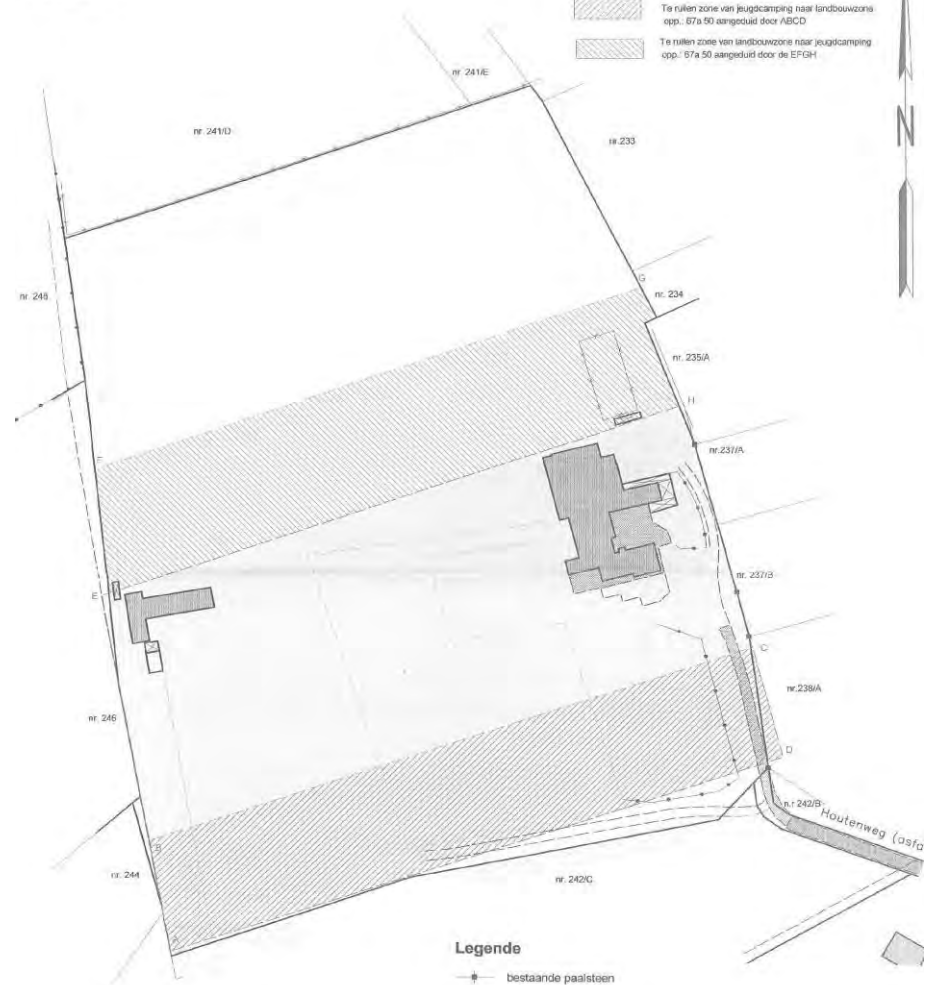 Te ruilen zone van jeugdcamping naar landbouwzone
opp.: 67a 50 aangeduid door ABCD
Te ruilen zone van landbouwzone naar jeugdcamping
opp.: 67a 50 aangeduid door de EFGH
N
nr. 241/E
nr. 241/D
nr.233
G
nr. 248
nr. 234
nr. 235/A
H
nr.237/A
F
E
nr. 237/B
C
nr.238/A
nr. 246
D
n.r 242/B
Houtenweg (asfa
B
nr. 244
nr. 242/C
A
Legende
bestaande paalsteen